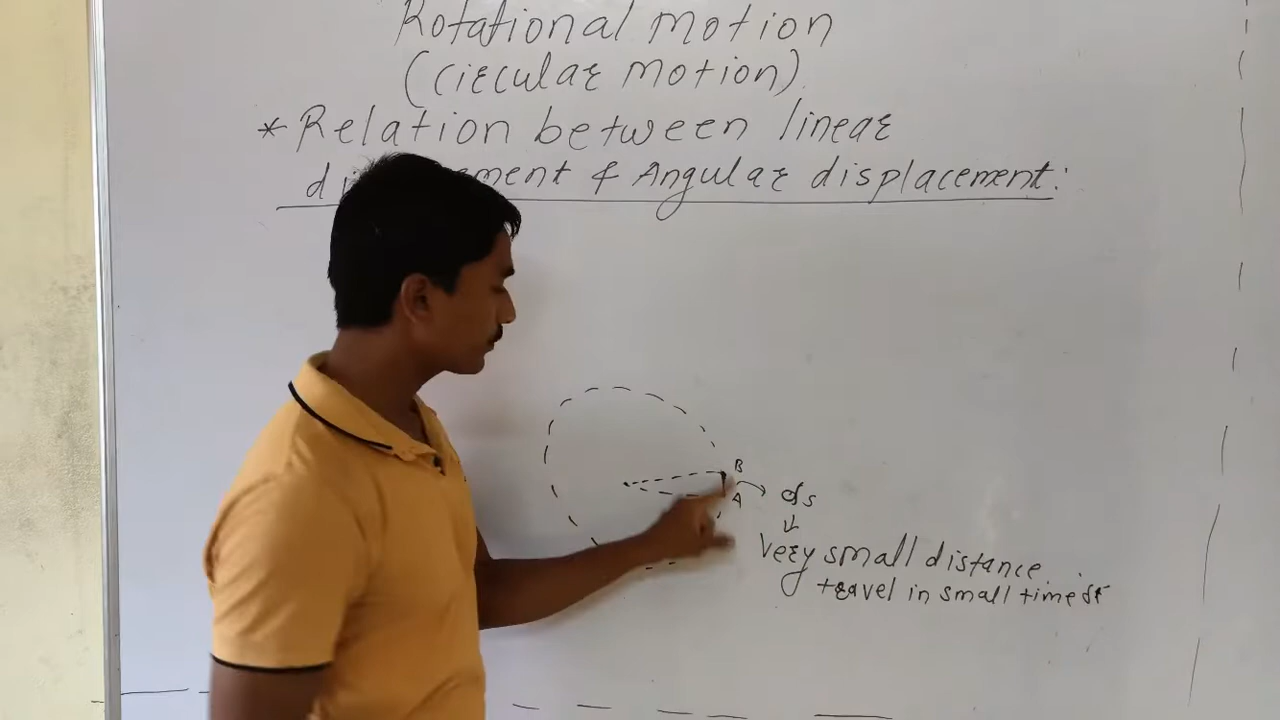 Rotational Motion
(Circular Motion)
* Relation between linear
di ement & Angular displacement:
B
A
ds
Very small distance
travel in small time dt